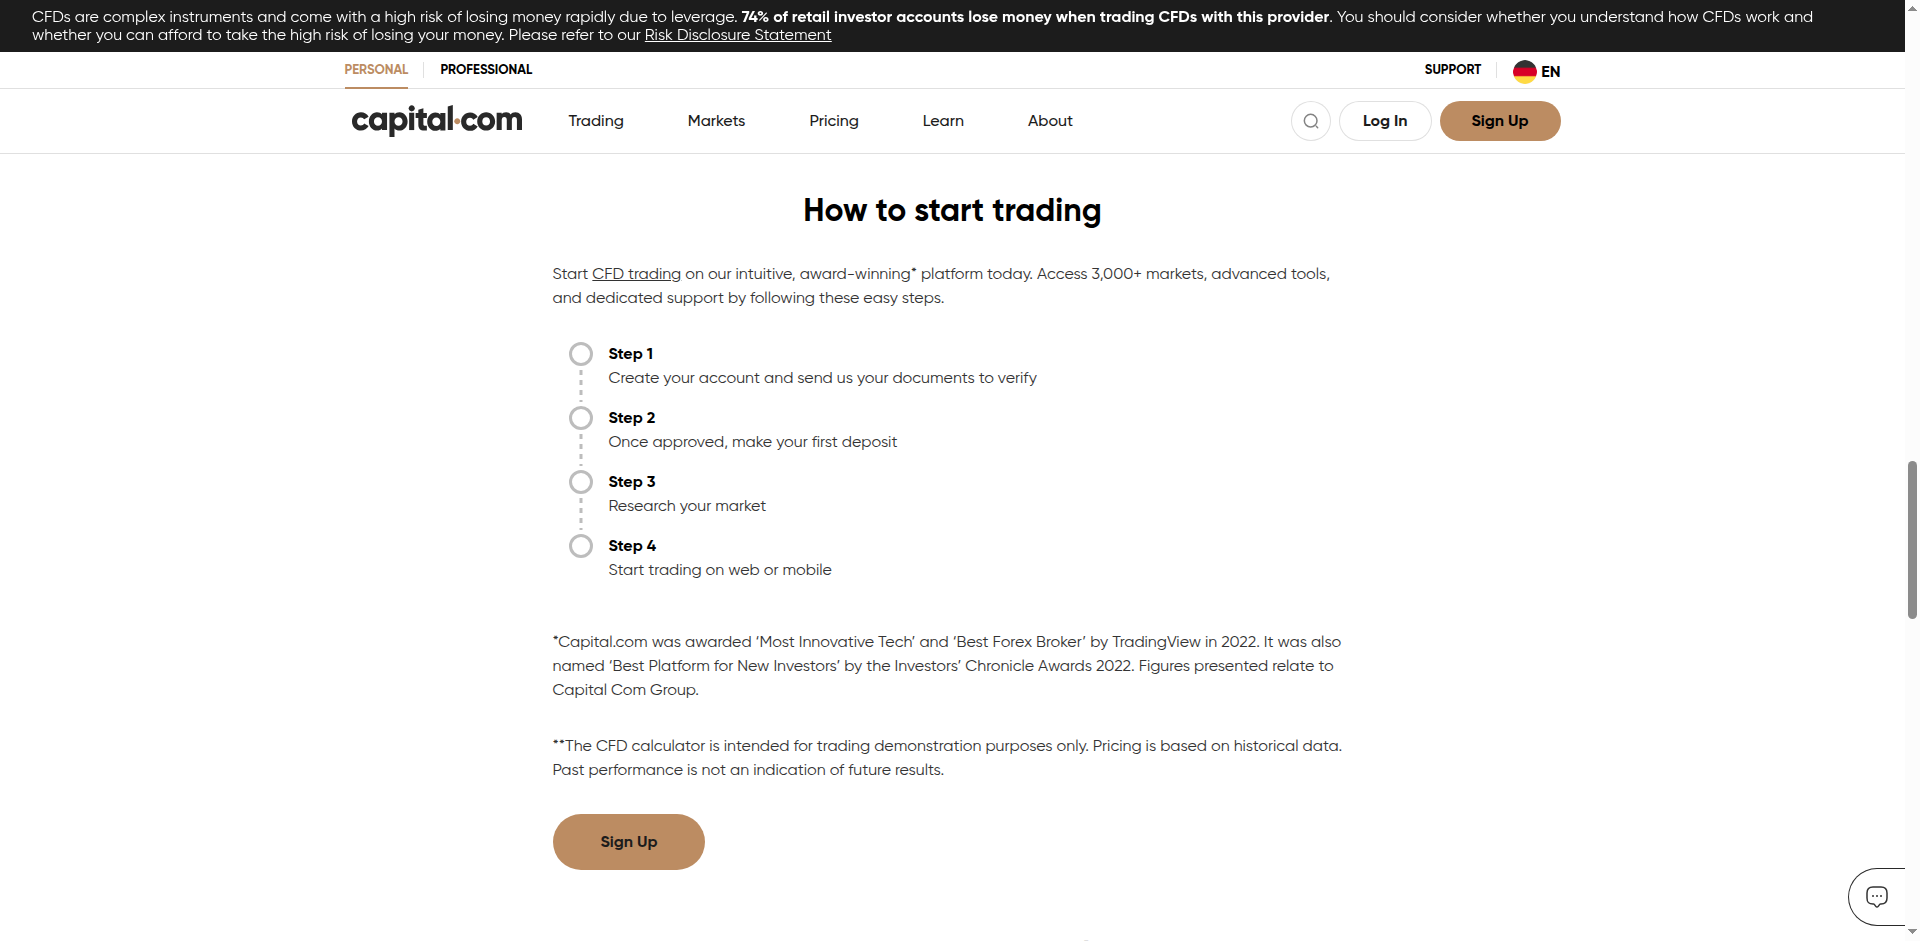 CFDs are complex instruments and come with a high risk of losing money rapidly due to leverage. 74% of retail investor accounts lose money when trading CFDs with this provider. You should consider whether you understand how CFDs work and
whether you can afford to take the high risk of losing your money. Please refer to our Risk Disclosure Statement
PERSONAL PROFESSIONAL SUPPORT EN
capital.com Trading Markets Pricing Learn About Log In Sign Up
How to start trading
Start CFD trading on our intuitive, award-winning* platform today. Access 3,000+ markets, advanced tools,
and dedicated support by following these easy steps.
Step 1
Create your account and send us your documents to verify
Step 2
Once approved, make your first deposit
Step 3
Research your market
Step 4
Start trading on web or mobile
*Capital.com was awarded ‘Most Innovative Tech’ and ‘Best Forex Broker’ by TradingView in 2022. It was also
named ‘Best Platform for New Investors’ by the Investors’ Chronicle Awards 2022. Figures presented relate to
Capital Com Group.
**The CFD calculator is intended for trading demonstration purposes only. Pricing is based on historical data.
Past performance is not an indication of future results.
Sign Up